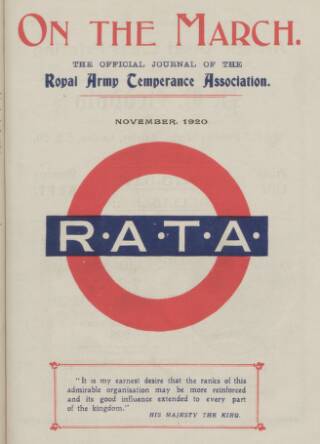 ON THE MARCH.
THE OFFICIAL JOURNAL OF THE
Royal Army Temperance Association.
NOVEMBER, 1920
R·A·T·A·
"It is my earnest desire that the ranks of this
admirable organisation may be more reinforced
and its good influence extended to every part
of the kingdom."
HIS MAJESTY THE KING.